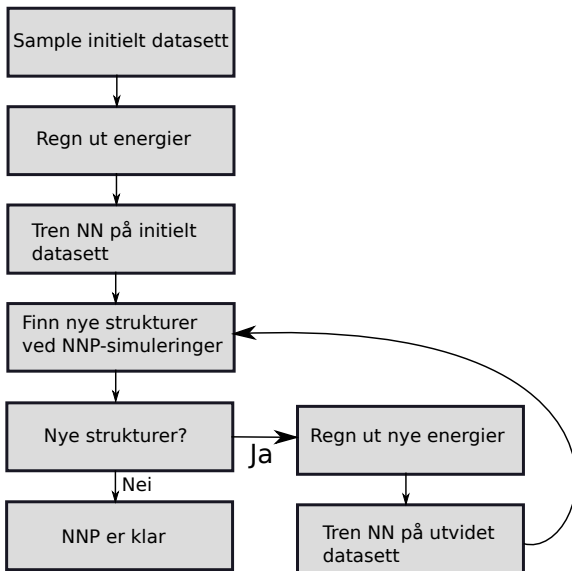 Sample initielt datasett
Regn ut energier
Tren NN på initielt
datasett
Finn nye strukturer
ved NNP-simuleringer
Nye strukturer?
Ja
Regn ut nye energier
Nei
NNP er klar
Tren NN på utvidet
datasett